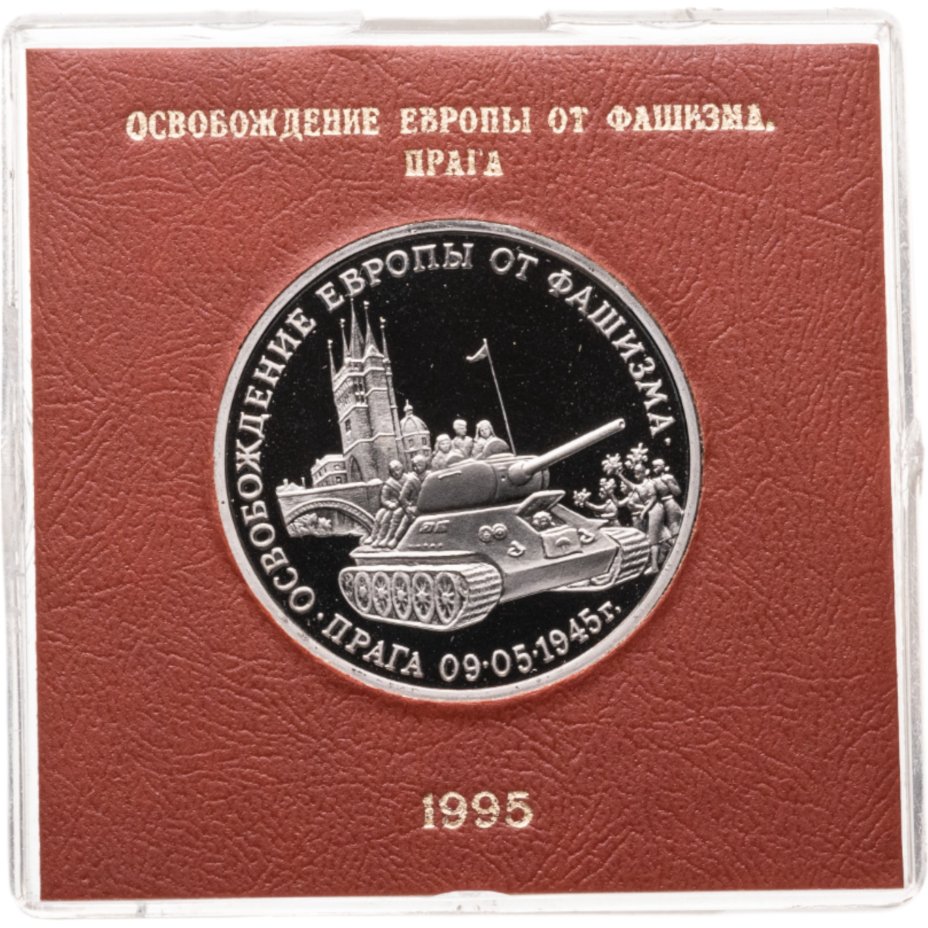 ОСВОБОЖДЕНИЕ ЕВРОПЫ ОТ ФАШИЗМА.
ПРАГА
ОСВОБОЖДЕНИЕ ЕВРОПЫ ОТ ФАШИЗМА·
·ПРАГА 09·05·1945г.
1995